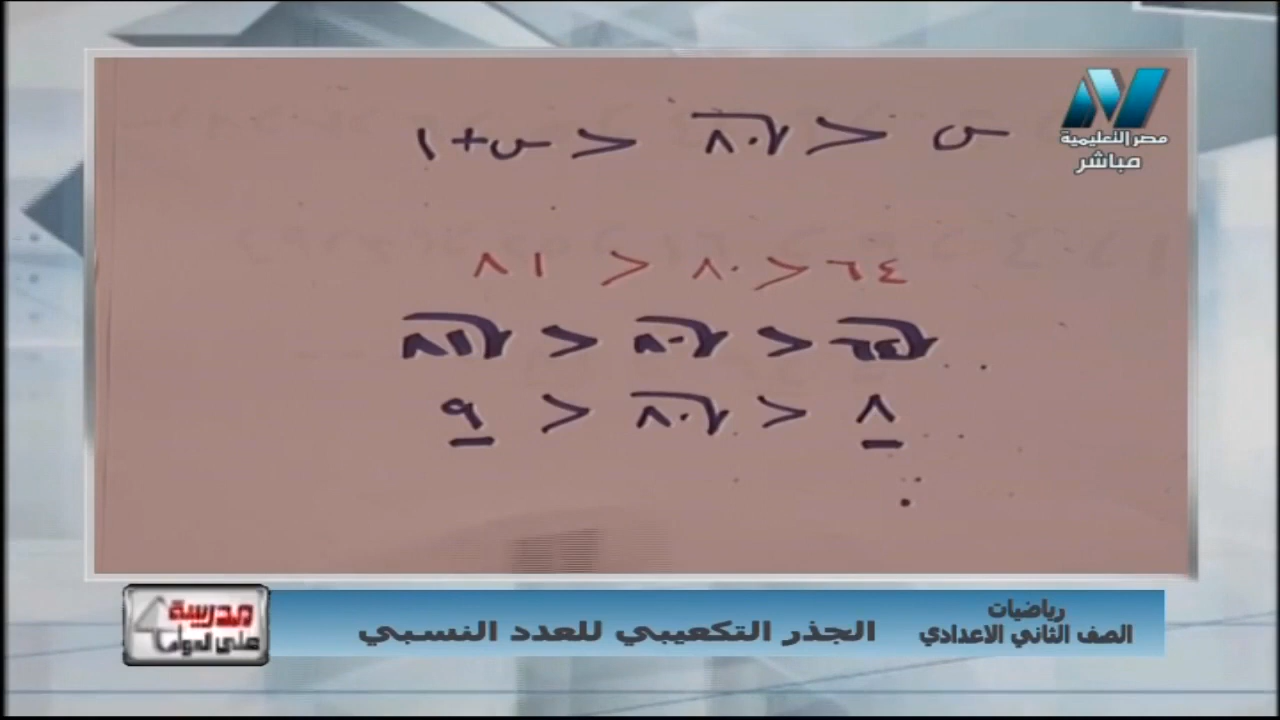 مصر التعليمية
مباشر
س > √٨٠ > س + ١
٦٤ > ٨٠ > ٨١
√٦٤ > √٨٠ > √٨١
٨ > √٨٠ > ٩
رياضيات
الصف الثاني الاعدادي
الجذر التكعيبي للعدد النسبي
مدرسة
على الهواء